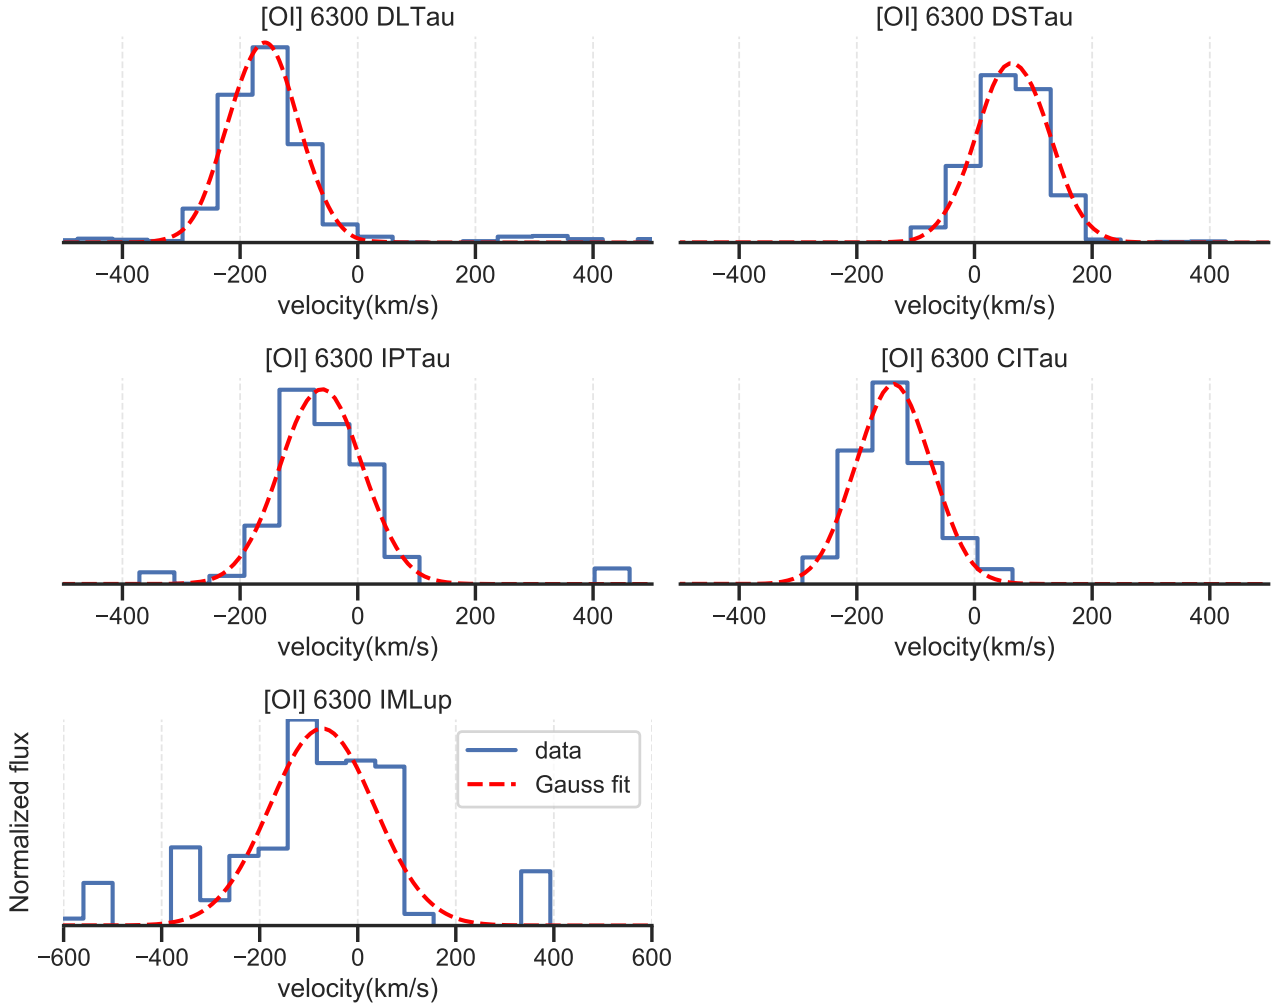 [OI] 6300 DLTau
[OI] 6300 DSTau
−400 −200 0 200 400
velocity(km/s)
−400 −200 0 200 400
velocity(km/s)
[OI] 6300 IPTau
[OI] 6300 CITau
−400 −200 0 200 400
velocity(km/s)
−400 −200 0 200 400
velocity(km/s)
[OI] 6300 IMLup
Normalized flux
data
Gauss fit
−600 −400 −200 0 200 400 600
velocity(km/s)